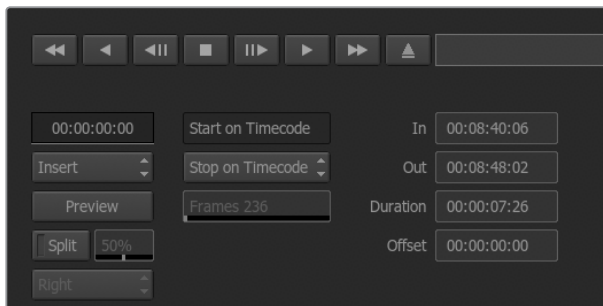 00:00:00:00 Start on Timecode In 00:08:40:06
Insert Stop on Timecode Out 00:08:48:02
Preview Frames 236 Duration 00:00:07:26
Split 50% Offset 00:00:00:00
Right